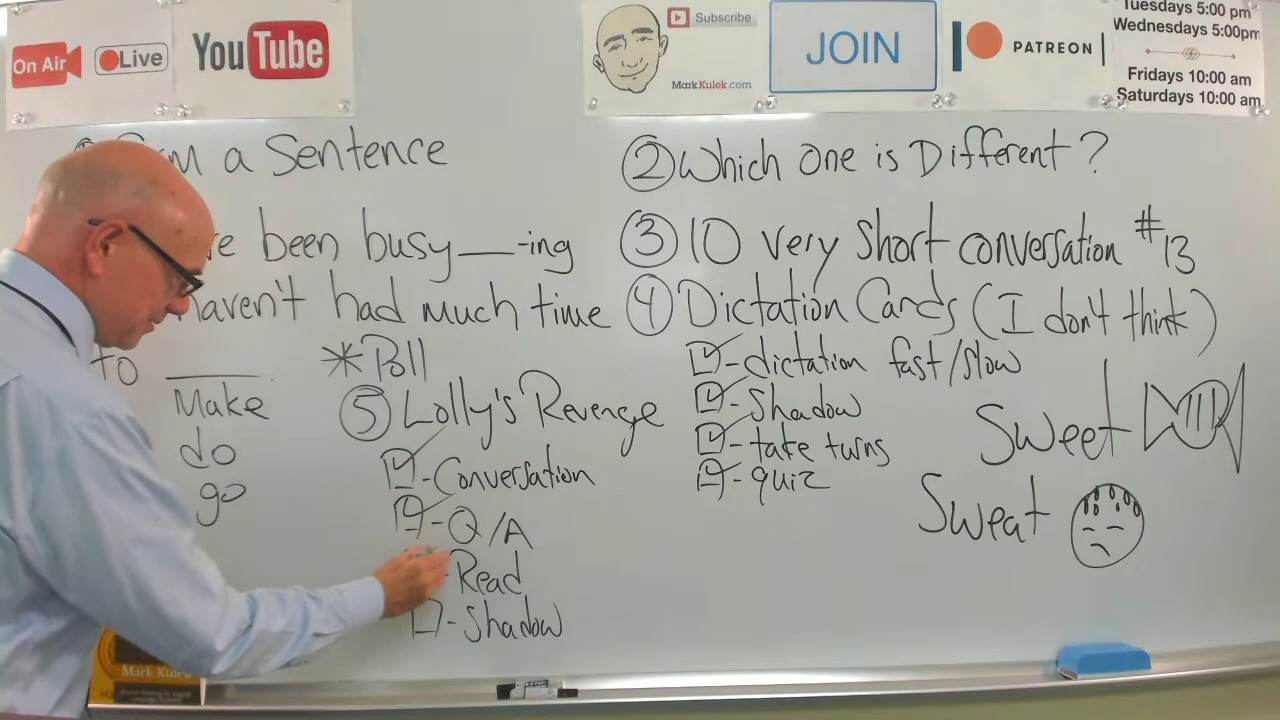 On Air
Live
YouTube
Subscribe
MarkKulek.com
JOIN
PATREON
Tuesdays 5:00 pm
Wednesdays 5:00pm
Fridays 10:00 am
Saturdays 10:00 am
a Sentence
been busy ___-ing
haven't had much time
to ___
Make
do
go
*Poll
⑤ Lolly's Revenge
-Conversation
-Q/A
-Read
-Shadow
② Which One is Different?
③ 10 very short conversation #13
④ Dictation Cards (I don't think)
-dictation fast/slow
-Shadow
-take turns
-quiz
Sweet
Sweat